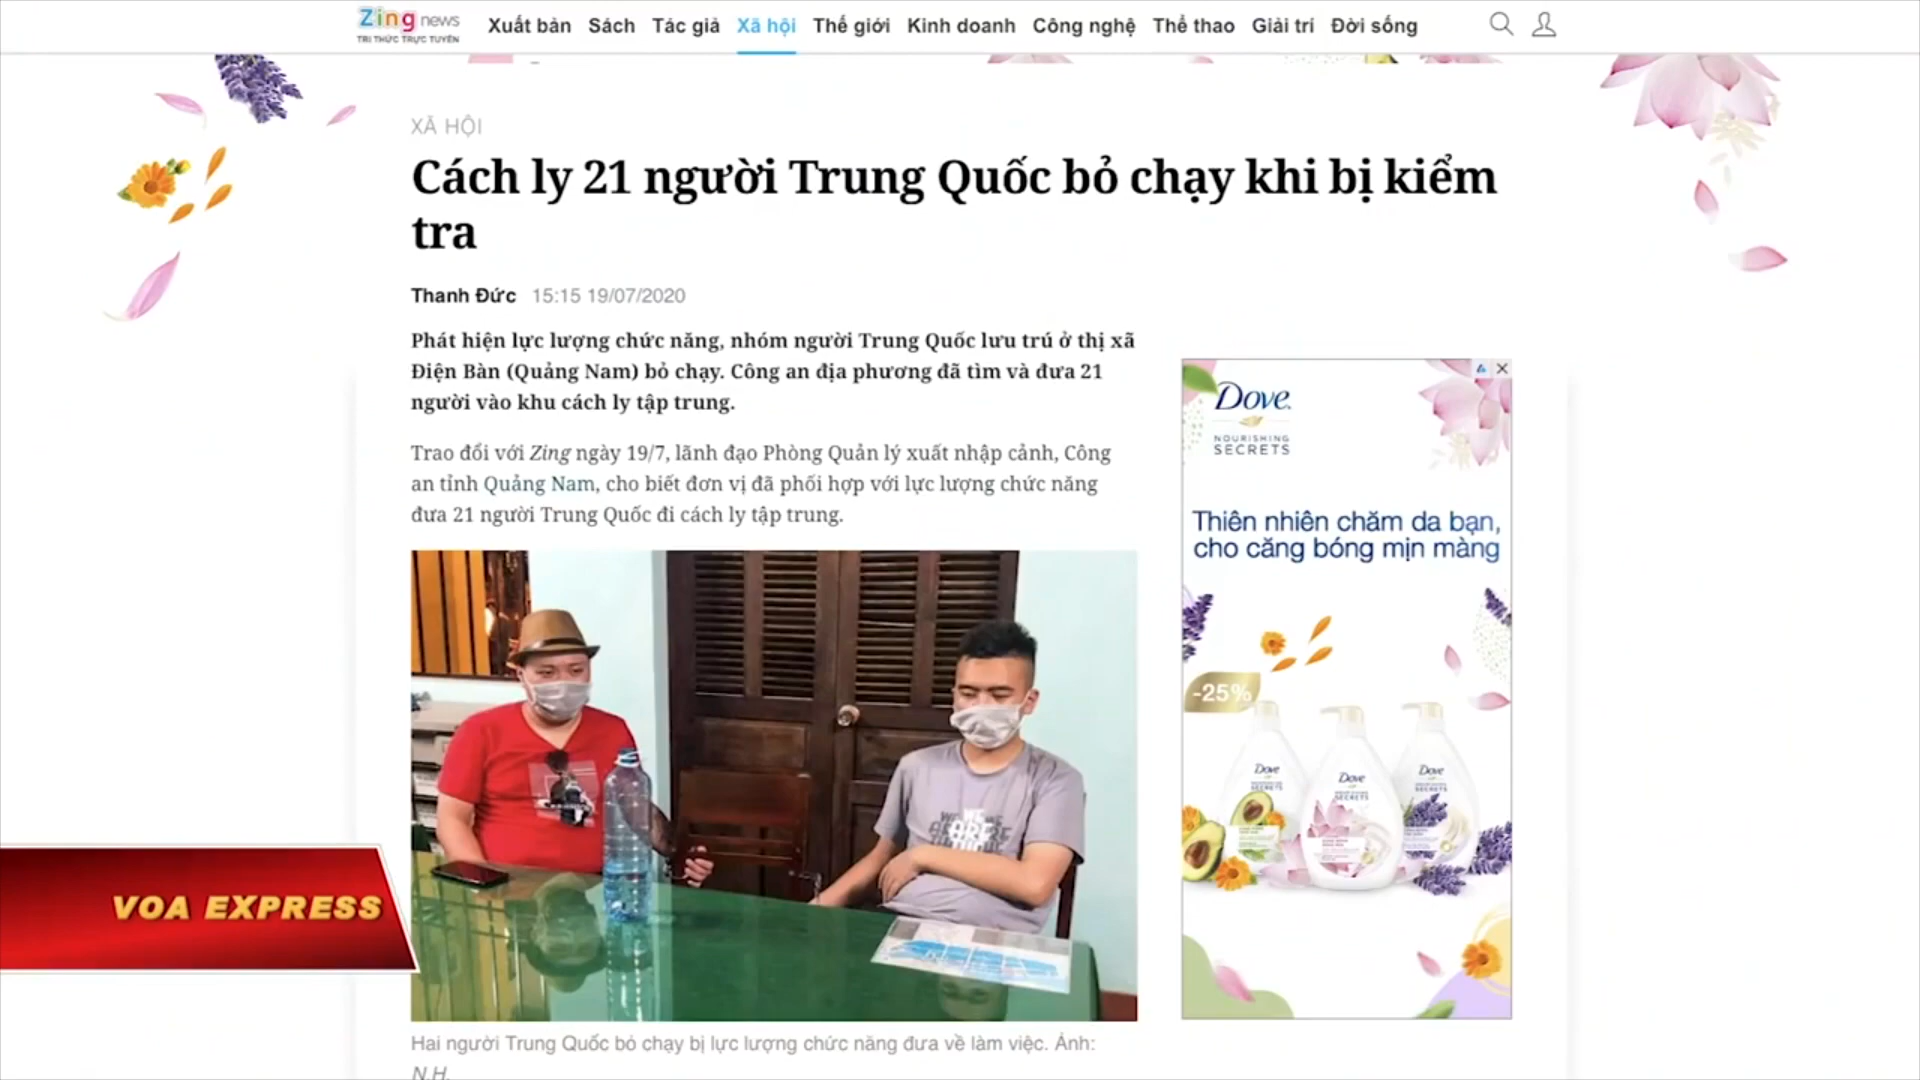 Zing news
TRI THỨC TRỰC TUYẾN
Xuất bản Sách Tác giả Xã hội Thế giới Kinh doanh Công nghệ Thể thao Giải trí Đời sống
XÃ HỘI
Cách ly 21 người Trung Quốc bỏ chạy khi bị kiểm
tra
Thanh Đức 15:15 19/07/2020
Phát hiện lực lượng chức năng, nhóm người Trung Quốc lưu trú ở thị xã
Điện Bàn (Quảng Nam) bỏ chạy. Công an địa phương đã tìm và đưa 21
người vào khu cách ly tập trung.
Trao đổi với Zing ngày 19/7, lãnh đạo Phòng Quản lý xuất nhập cảnh, Công
an tỉnh Quảng Nam, cho biết đơn vị đã phối hợp với lực lượng chức năng
đưa 21 người Trung Quốc đi cách ly tập trung.
Dove
NOURISHING
SECRETS
Thiên nhiên chăm da bạn,
cho căng bóng mịn màng
-25%
Dove
SECRETS
Dove
SECRETS
Dove
SECRETS
ARE
VOA EXPRESS
Hai người Trung Quốc bỏ chạy bị lực lượng chức năng đưa về làm việc. Ảnh:
N.H.